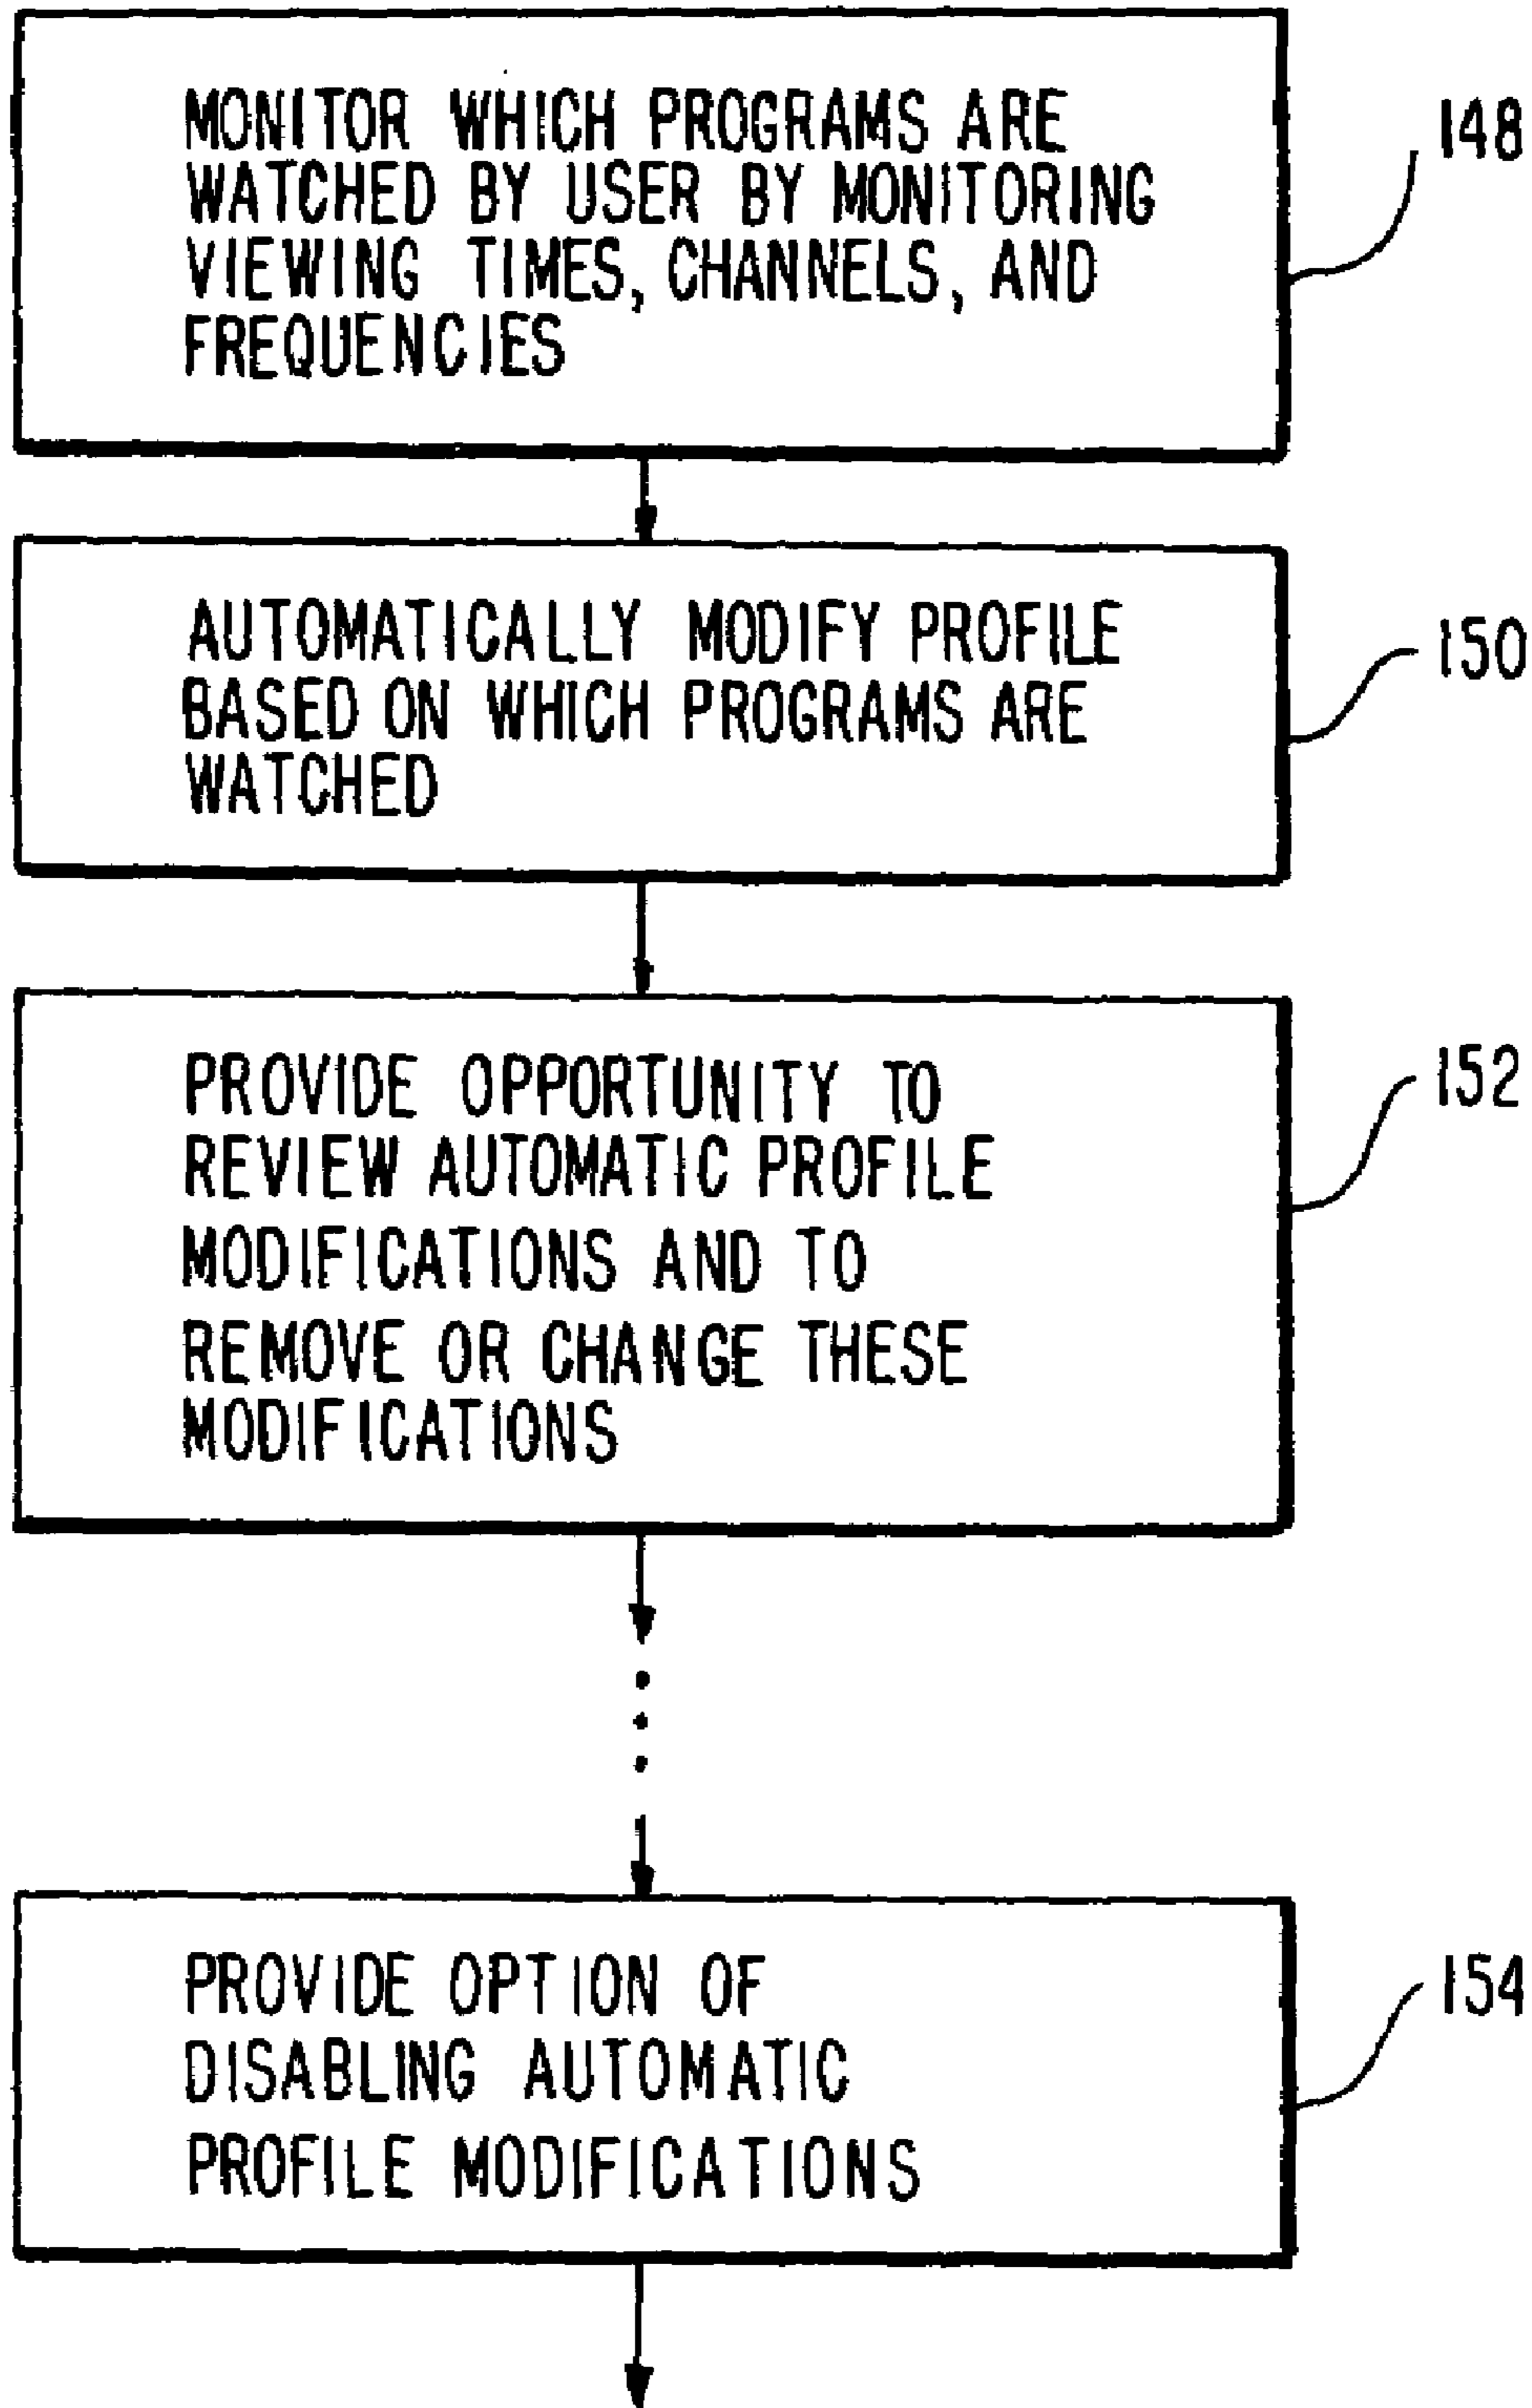 MONITOR WHICH PROGRAMS ARE
WATCHED BY USER BY MONITORING
VIEWING TIMES, CHANNELS, AND
FREQUENCIES
148
AUTOMATICALLY MODIFY PROFILE
BASED ON WHICH PROGRAMS ARE
WATCHED
150
PROVIDE OPPORTUNITY TO
REVIEW AUTOMATIC PROFILE
MODIFICATIONS AND TO
REMOVE OR CHANGE THESE
MODIFICATIONS
152
PROVIDE OPTION OF
DISABLING AUTOMATIC
PROFILE MODIFICATIONS
154